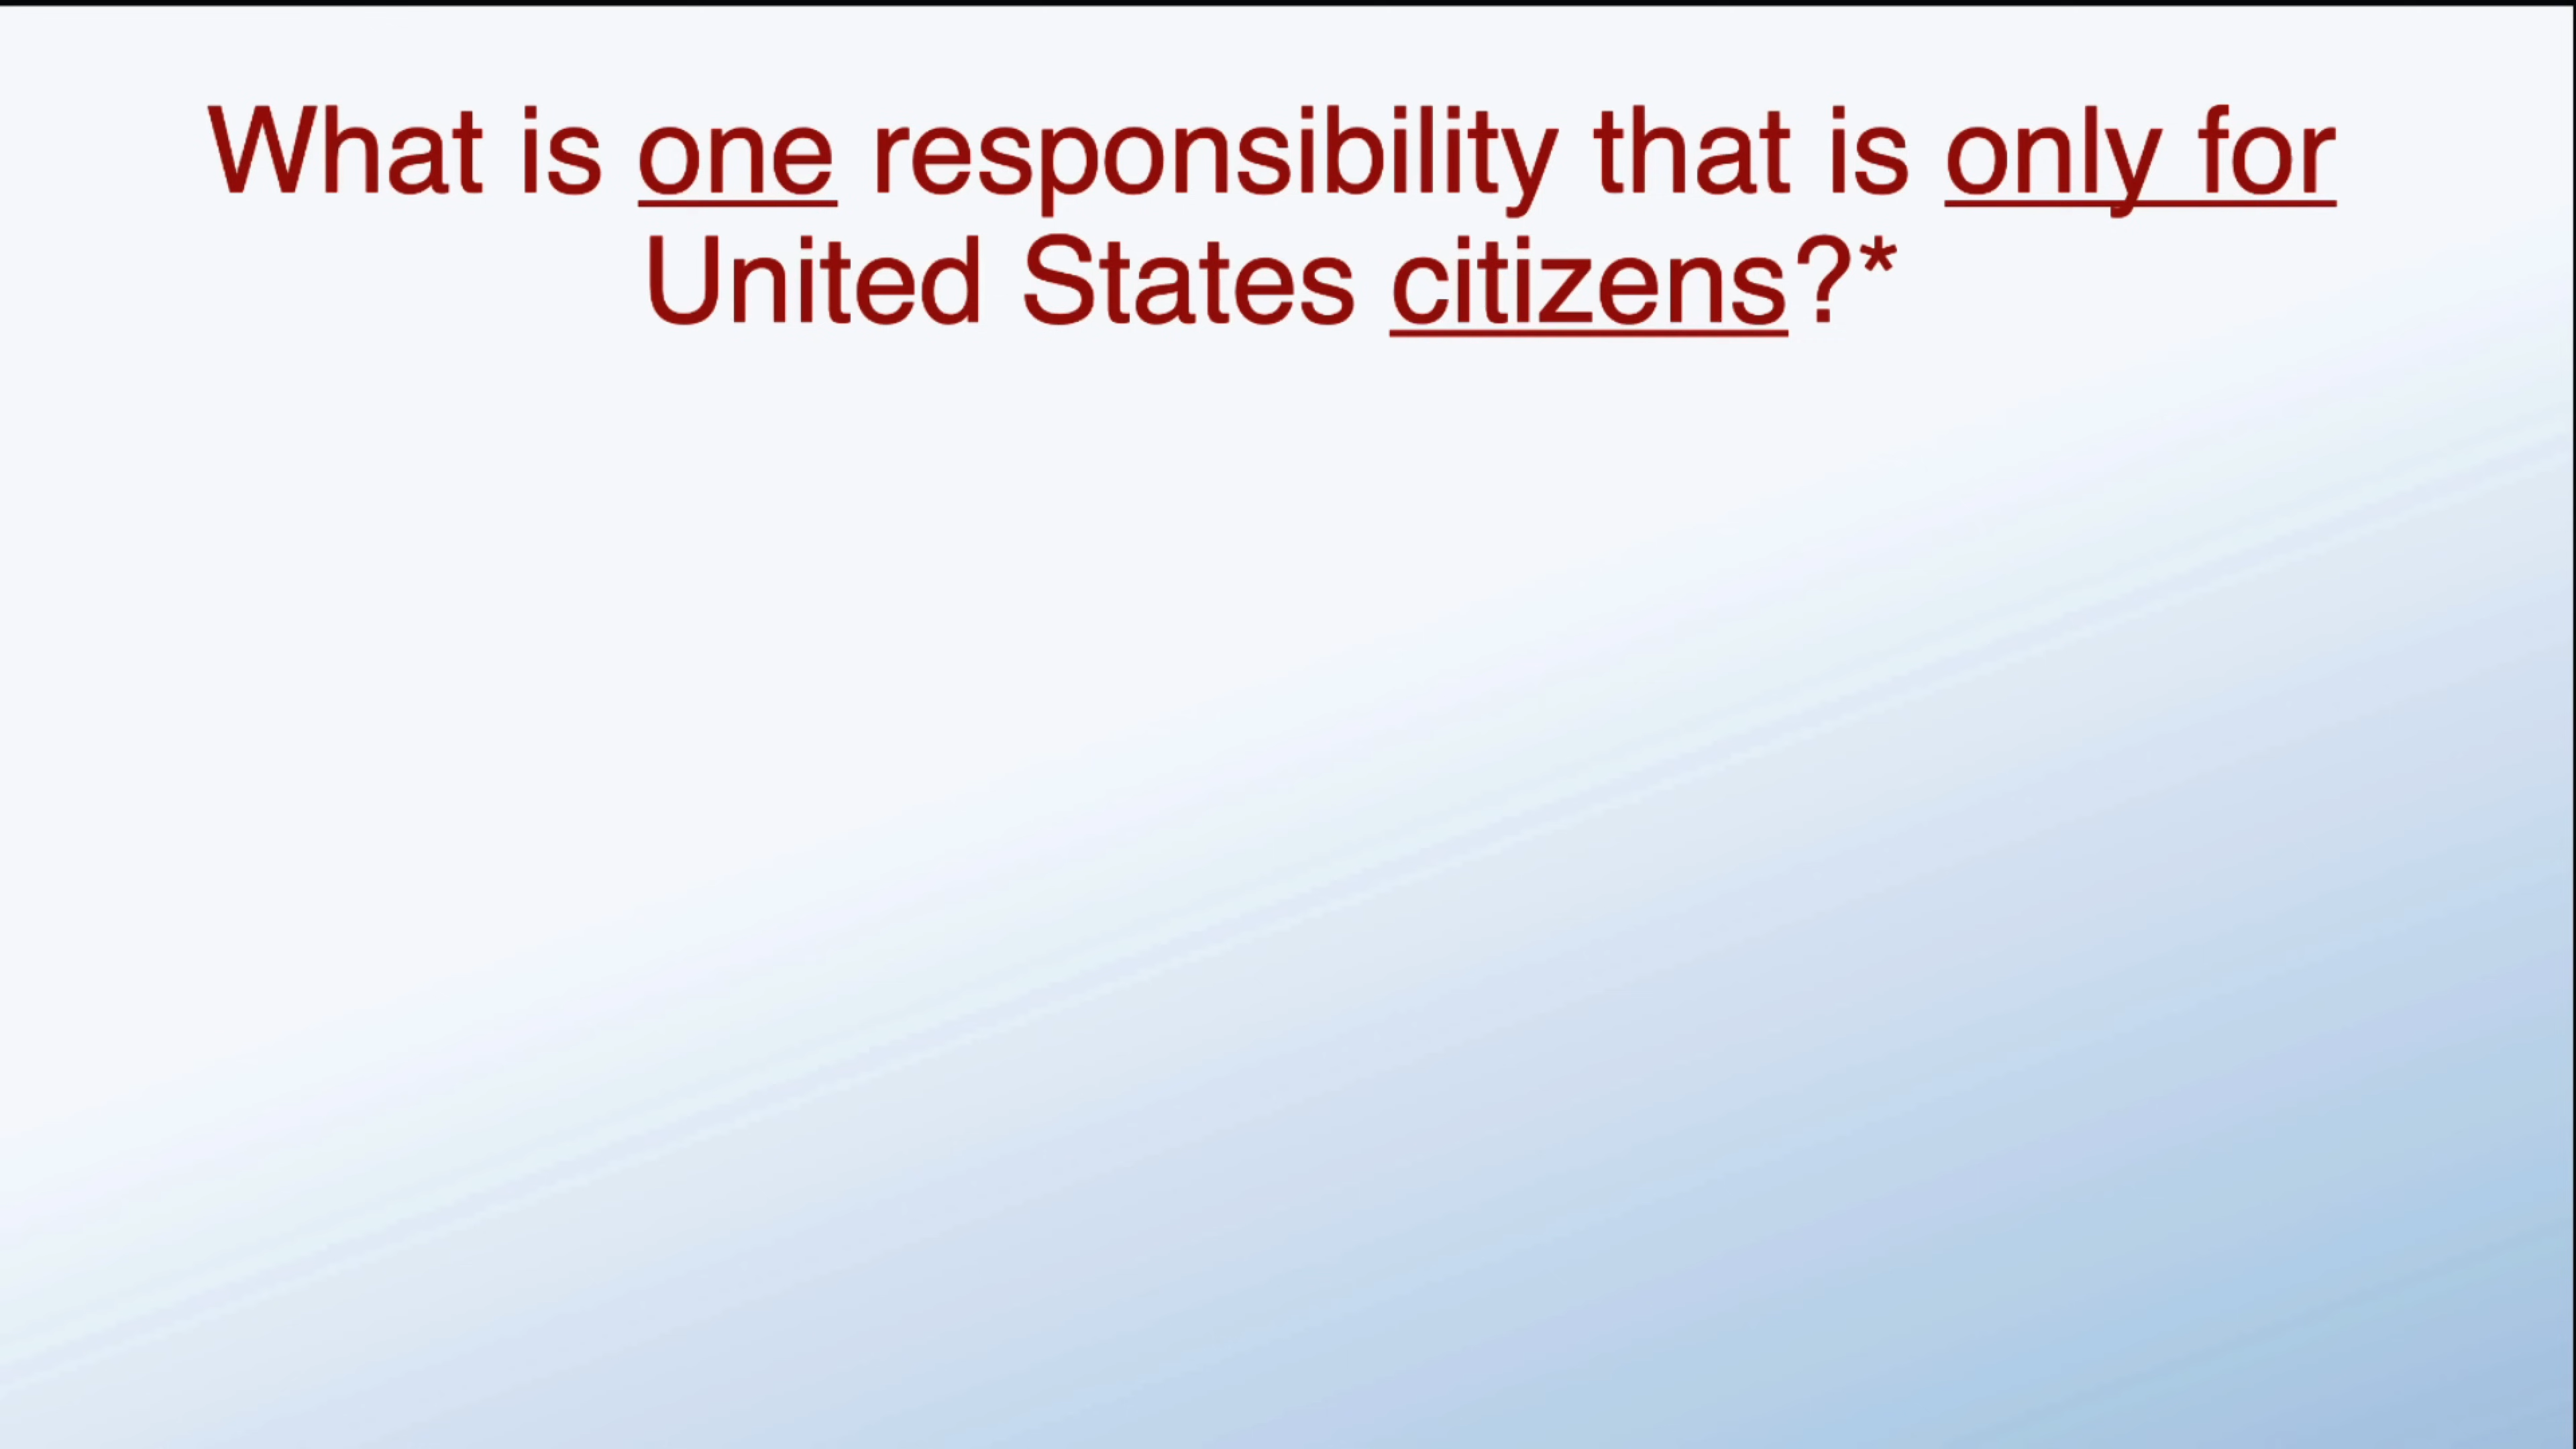 What is one responsibility that is only for
United States citizens?*